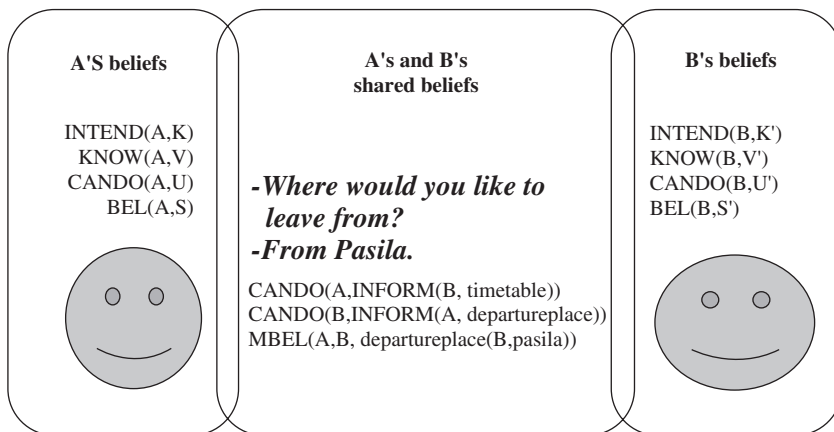 A'S beliefs
INTEND(A,K)
KNOW(A,V)
CANDO(A,U)
BEL(A,S)
A's and B's
shared beliefs
-Where would you like to
leave from?
-From Pasila.
CANDO(A,INFORM(B, timetable))
CANDO(B,INFORM(A, departureplace))
MBEL(A,B, departureplace(B,pasila))
B's beliefs
INTEND(B,K')
KNOW(B,V')
CANDO(B,U')
BEL(B,S')